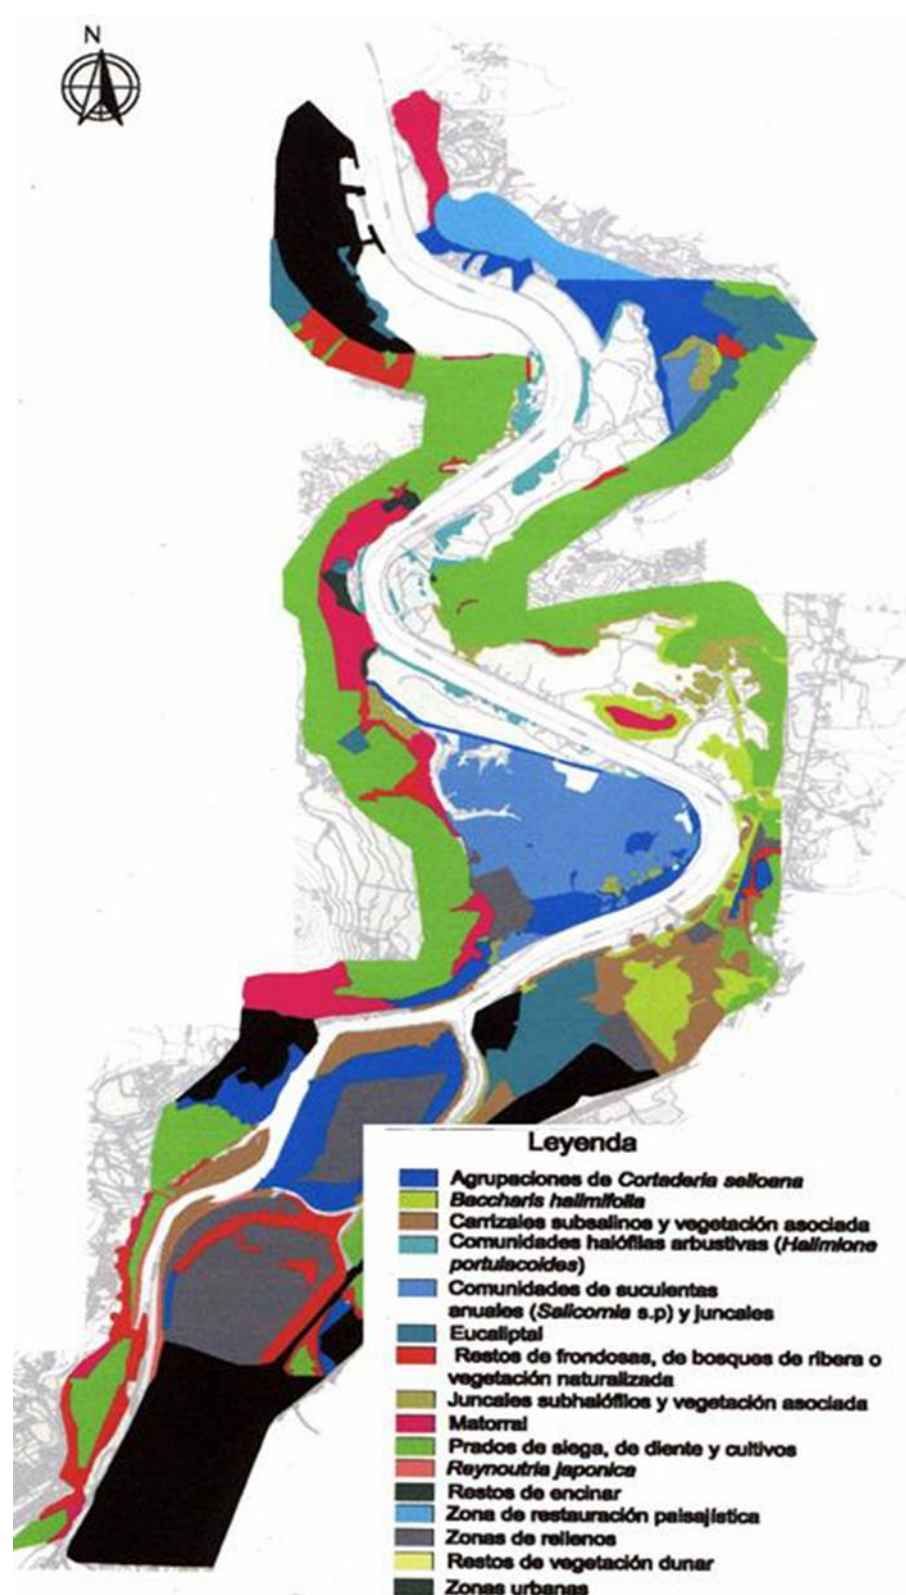 N
Leyenda
Agrupaciones de Cortaderia selloana
Baccharis halimifolia
Carrizales subsalinos y vegetación asociada
Comunidades halófilas arbustivas (Halimione
portulacoides)
Comunidades de suculentas
anuales (Salicornia s.p) y juncales
Eucaliptal
Restos de frondosas, de bosques de ribera o
vegetación naturalizada
Juncales subhalófilos y vegetación asociada
Matorral
Prados de siega, de diente y cultivos
Reynoutria japonica
Restos de encinar
Zona de restauración paisajística
Zonas de rellenos
Restos de vegetación dunar
Zonas urbanas